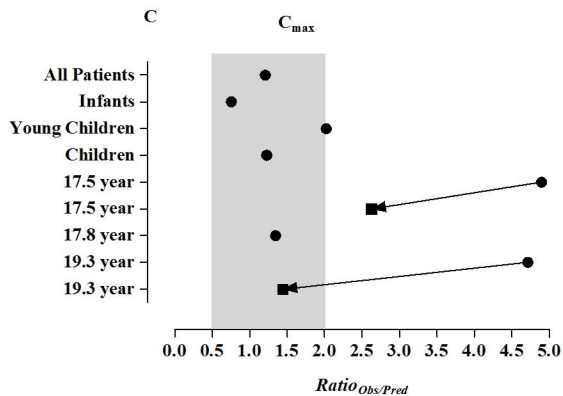 C
Cmax
All Patients
Infants
Young Children
Children
17.5 year
17.5 year
17.8 year
19.3 year
19.3 year
0.0 0.5 1.0 1.5 2.0 2.5 3.0 3.5 4.0 4.5 5.0
Ratio Obs/Pred